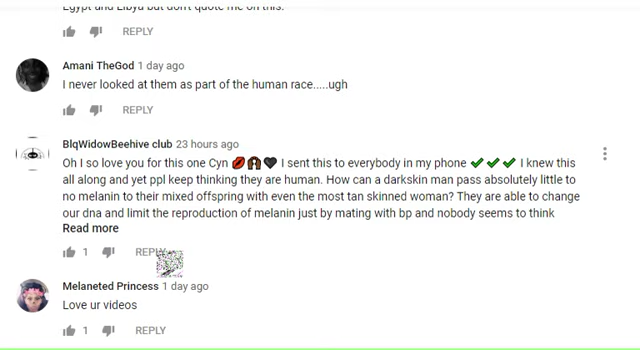 Egypt and Libya but don't quote me on this.
REPLY
Amani TheGod 1 day ago
I never looked at them as part of the human race.....ugh
REPLY
BlqWidowBeehive club 23 hours ago
Oh I so love you for this one Cyn 💋👩🏾‍🦱🖤 I sent this to everybody in my phone ✔✔✔ I knew this
all along and yet ppl keep thinking they are human. How can a darkskin man pass absolutely little to
no melanin to their mixed offspring with even the most tan skinned woman? They are able to change
our dna and limit the reproduction of melanin just by mating with bp and nobody seems to think
Read more
1 REPLY
Melaneted Princess 1 day ago
Love ur videos
1 REPLY